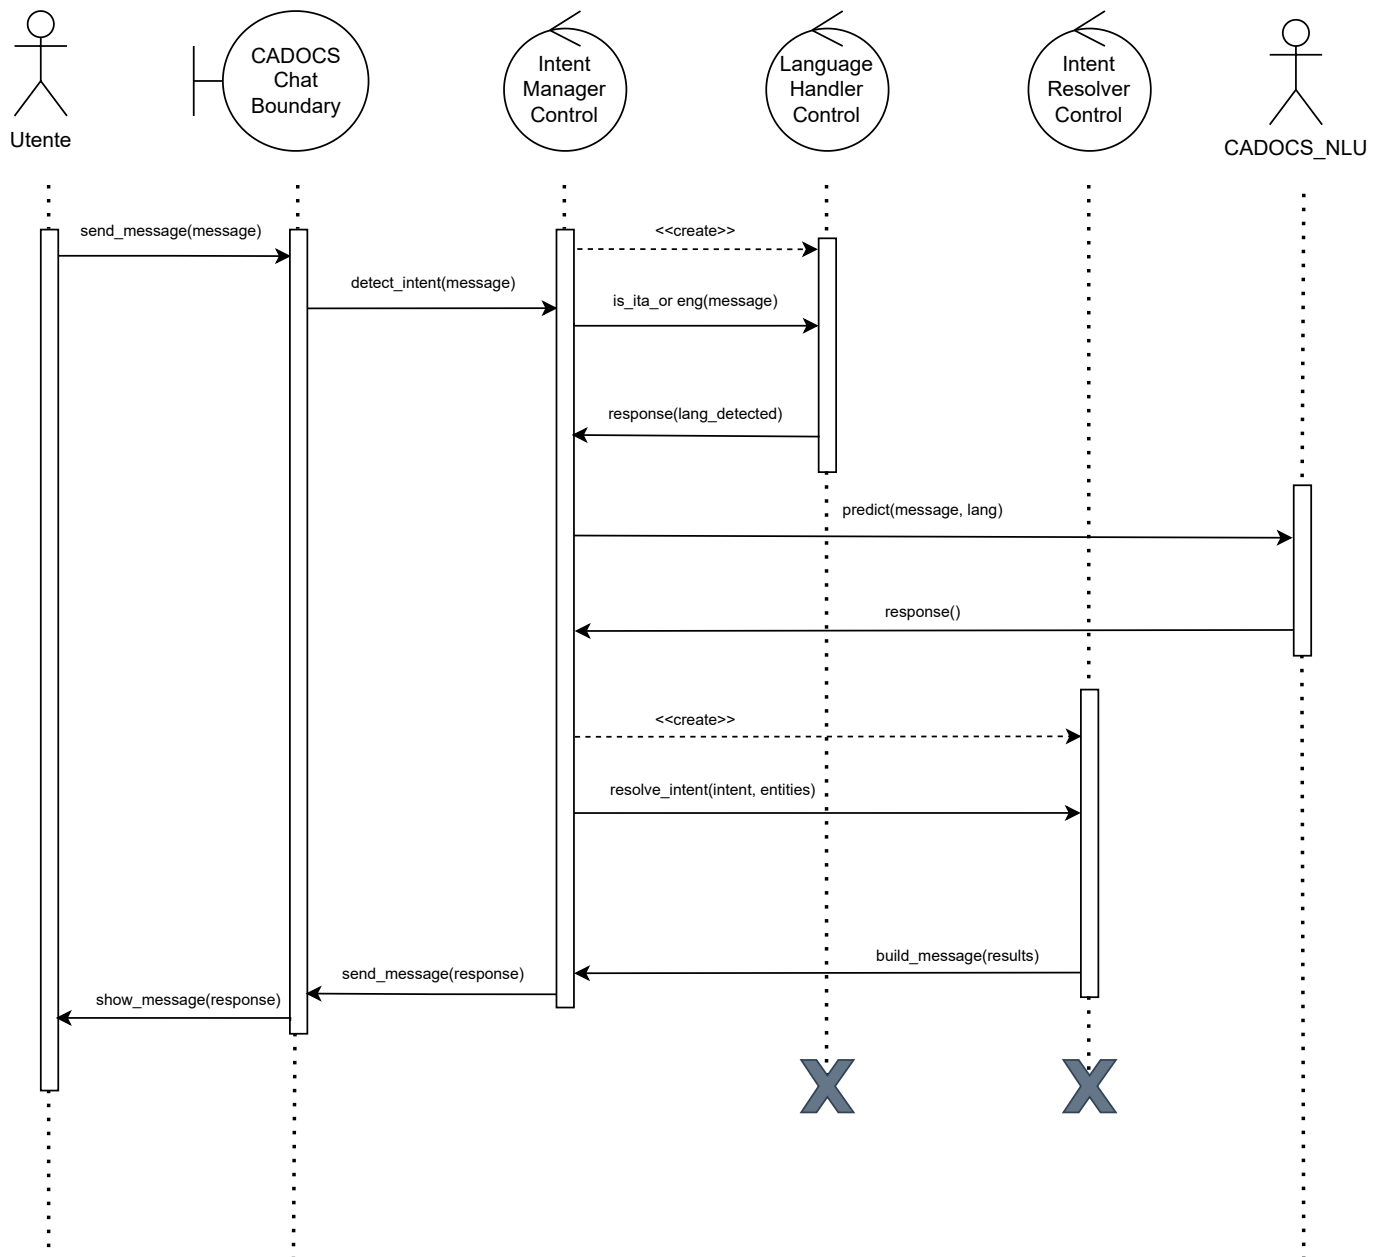 CADOCS
Chat
Boundary
Intent
Manager
Control
Language
Handler
Control
Intent
Resolver
Control
Utente
CADOCS_NLU
send_message(message)
<<create>>
detect_intent(message)
is_ita_or eng(message)
response(lang_detected)
predict(message, lang)
response()
<<create>>
resolve_intent(intent, entities)
build_message(results)
send_message(response)
show_message(response)